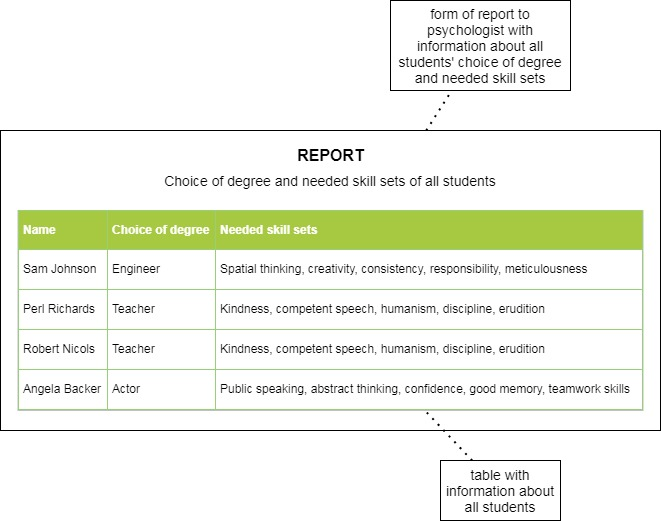 form of report to
psychologist with
information about all
students' choice of degree
and needed skill sets
REPORT
Choice of degree and needed skill sets of all students
Name Choice of degree Needed skill sets
Sam Johnson Engineer Spatial thinking, creativity, consistency, responsibility, meticulousness
Perl Richards Teacher Kindness, competent speech, humanism, discipline, erudition
Robert Nicols Teacher Kindness, competent speech, humanism, discipline, erudition
Angela Backer Actor Public speaking, abstract thinking, confidence, good memory, teamwork skills
table with
information about
all students